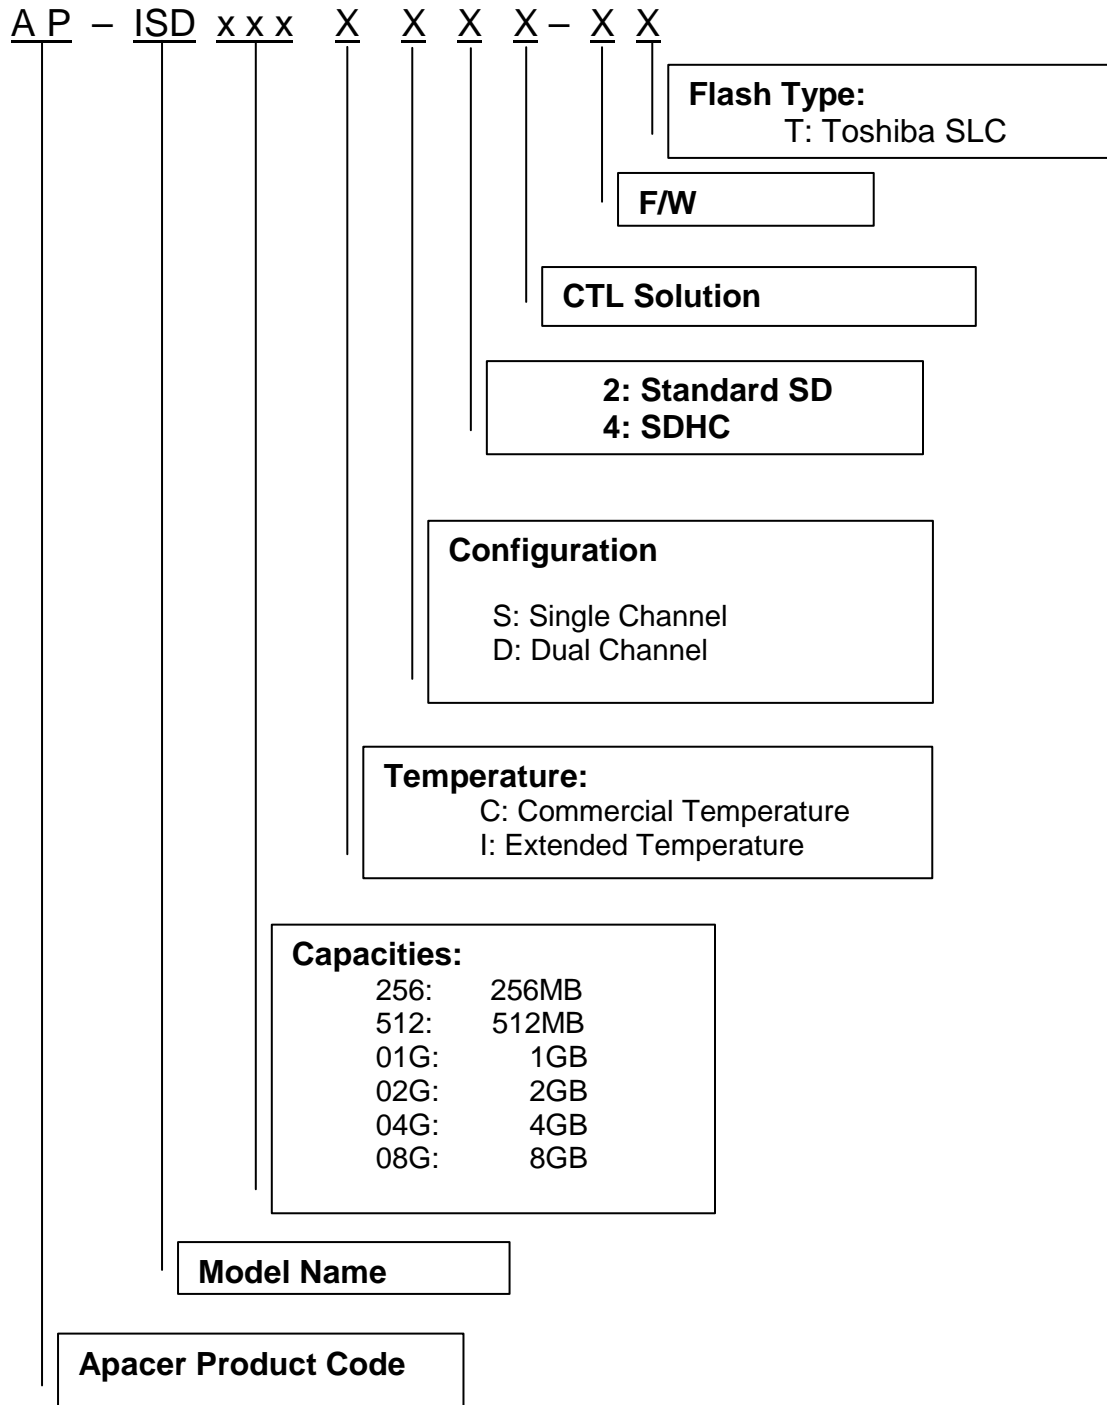 A P – ISD x x x X X X X – X X
Flash Type:
T: Toshiba SLC
F/W
CTL Solution
2: Standard SD
4: SDHC
Configuration
S: Single Channel
D: Dual Channel
Temperature:
C: Commercial Temperature
I: Extended Temperature
Capacities:
256: 256MB
512: 512MB
01G: 1GB
02G: 2GB
04G: 4GB
08G: 8GB
Model Name
Apacer Product Code